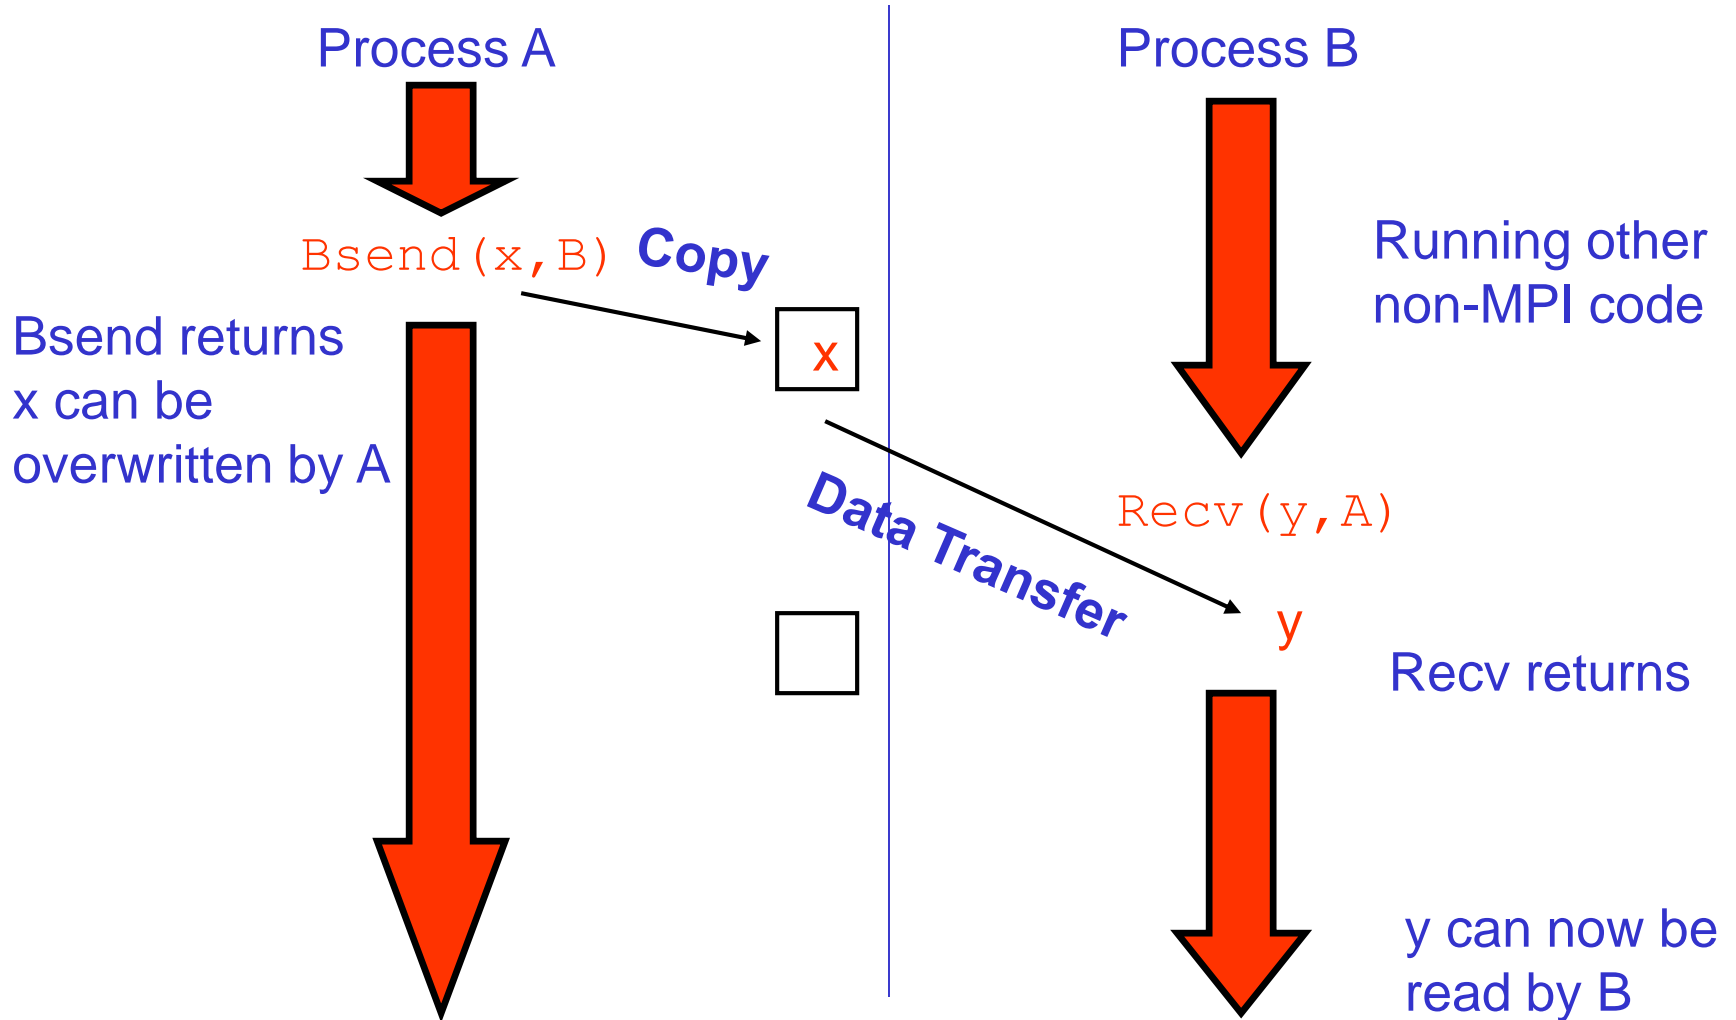 Process A
Process B
Bsend(x,B)
Copy
Running other
non-MPI code
Bsend returns
x can be
overwritten by A
x
Data Transfer
Recv(y,A)
y
Recv returns
y can now be
read by B